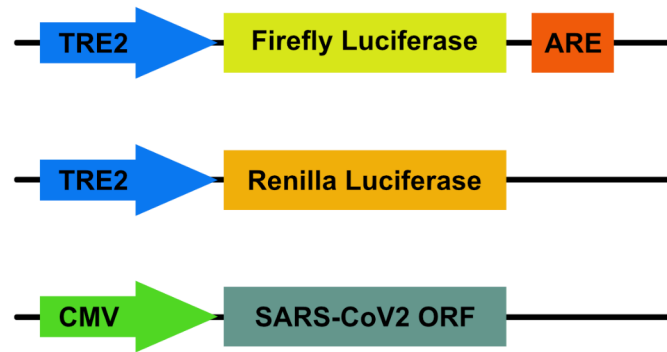 TRE2 Firefly Luciferase ARE
TRE2 Renilla Luciferase
CMV SARS-CoV2 ORF